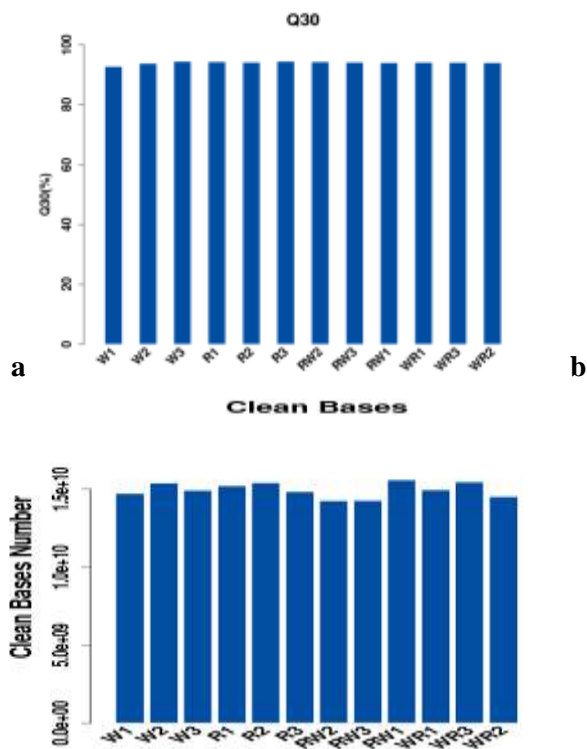 Q30
Q30(%)
100
80
60
40
20
0
W1 W2 W3 R1 R2 R3 RW2 RW3 RW1 WR1 WR3 WR2
a b
Clean Bases
Clean Bases Number
1.5e+10
1.0e+10
5.0e+09
0.0e+00
W1 W2 W3 R1 R2 R3 RW2 RW3 RW1 WR1 WR3 WR2